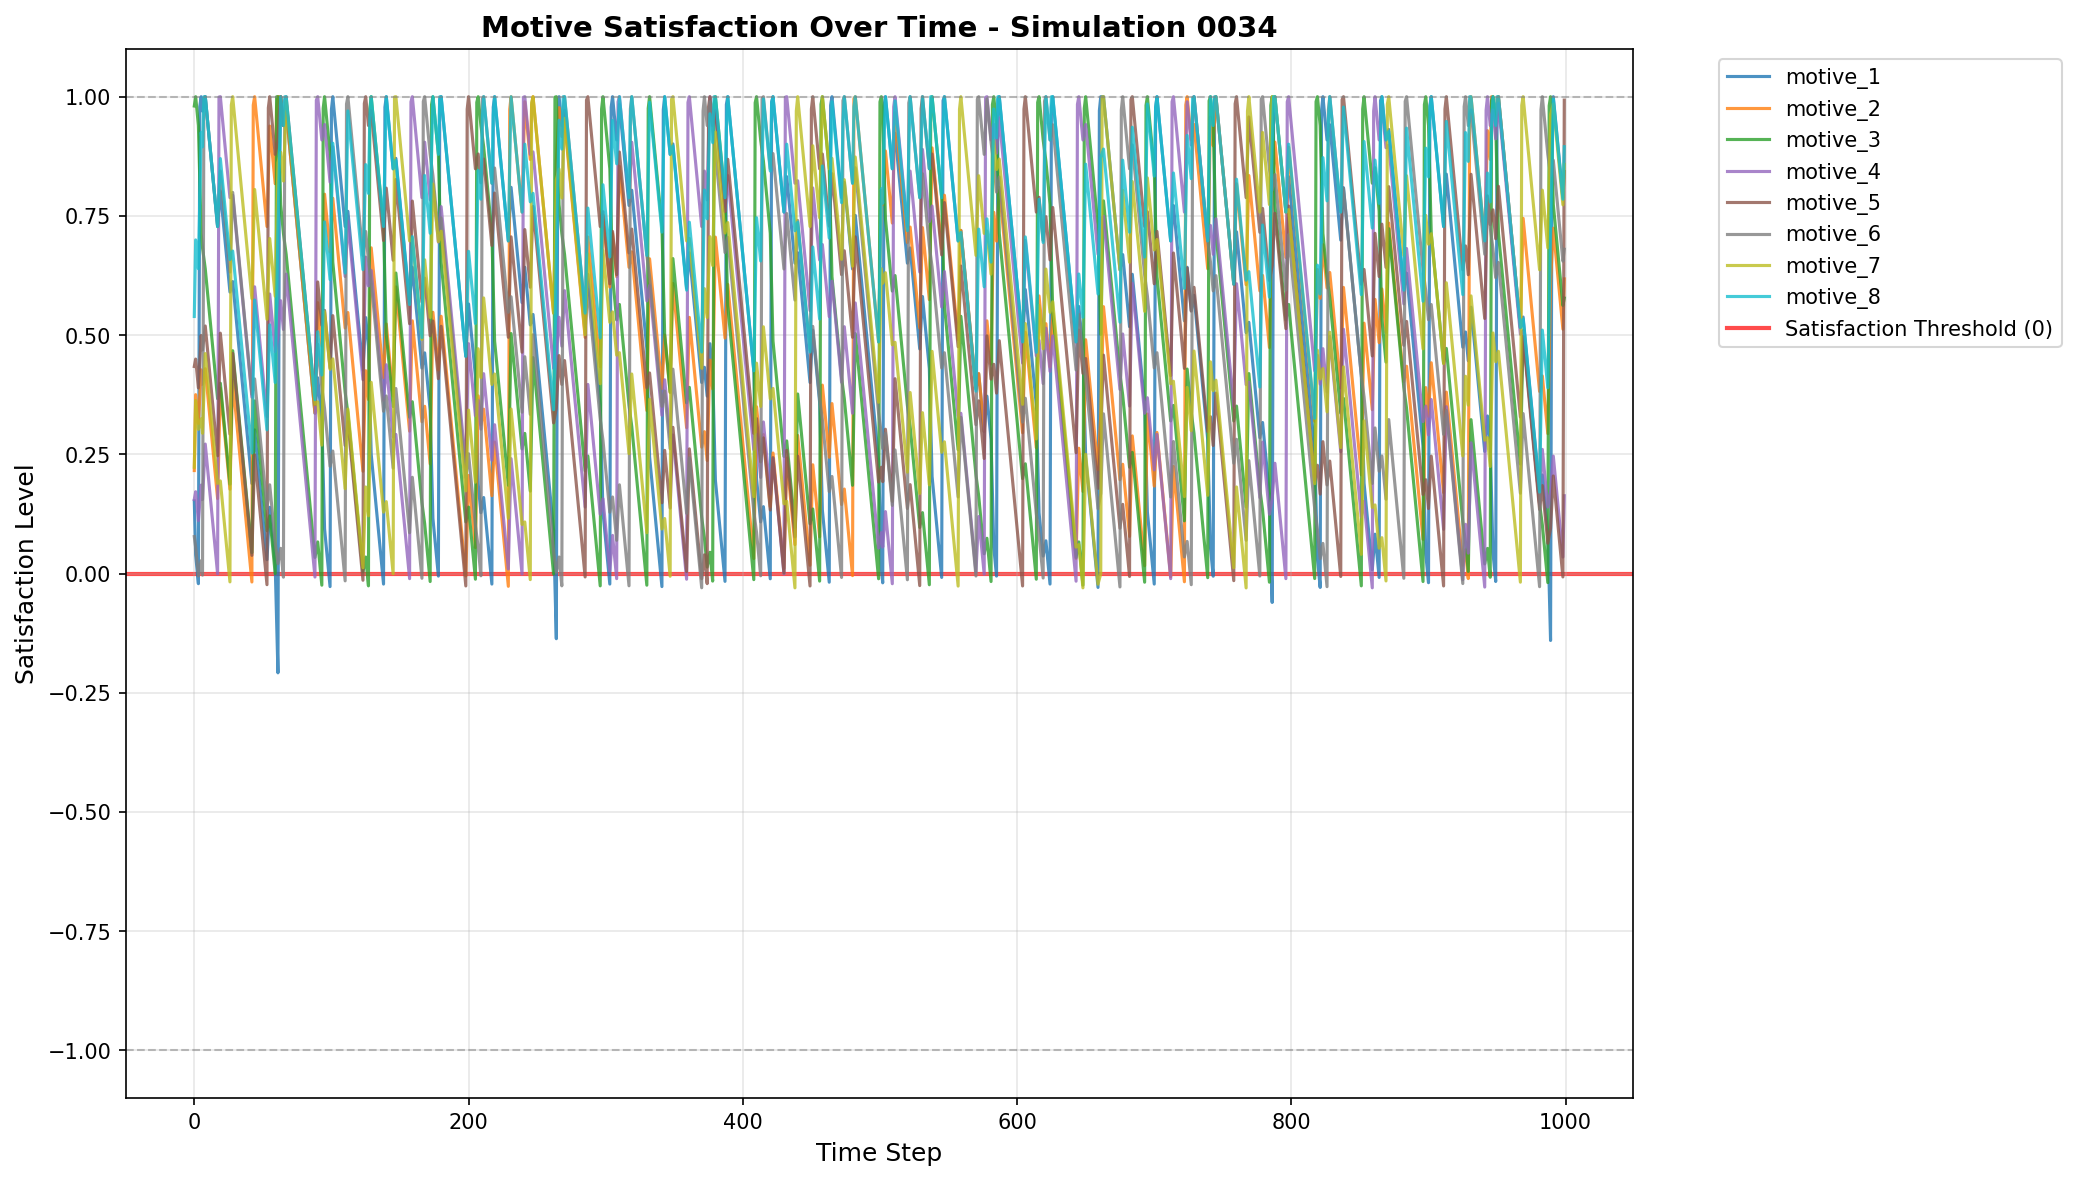 Motive Satisfaction Over Time - Simulation 0034
1.00
0.75
0.50
0.25
0.00
−0.25
−0.50
−0.75
−1.00
Satisfaction Level
0
200
400
600
800
1000
Time Step
motive_1
motive_2
motive_3
motive_4
motive_5
motive_6
motive_7
motive_8
Satisfaction Threshold (0)